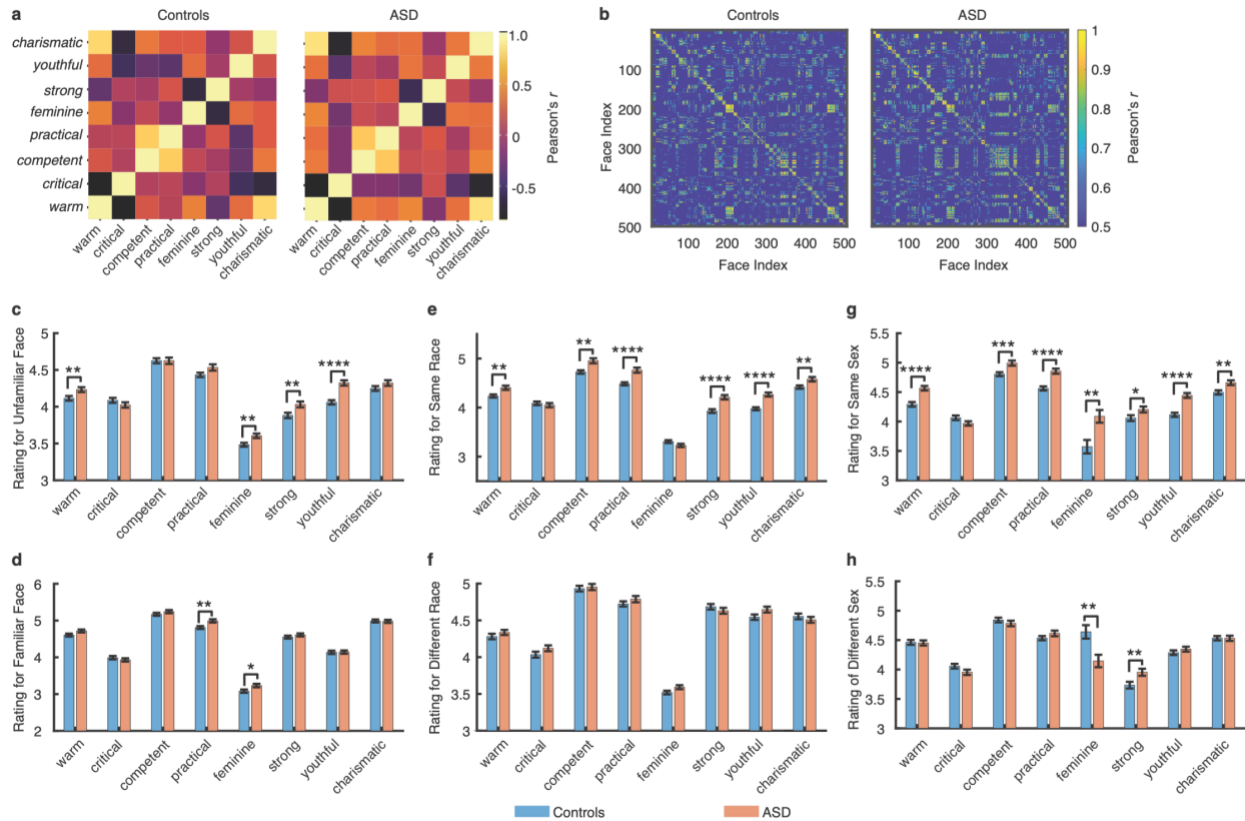 a
Controls
ASD
charismatic
youthful
strong
feminine
practical
competent
critical
warm
warm
critical
competent
practical
feminine
strong
youthful
charismatic
warm
critical
competent
practical
feminine
strong
youthful
charismatic
1.0
0.5
0
-0.5
Pearson's r
b
Controls
ASD
Face Index
100
200
300
400
500
100 200 300 400 500
Face Index
100 200 300 400 500
Face Index
1
0.9
0.8
0.7
0.6
0.5
Pearson's r
c
Rating for Unfamiliar Face
5
4.5
4
3.5
3
**
**
**
****
warm
critical
competent
practical
feminine
strong
youthful
charismatic
e
Rating for Same Race
5
4
3
**
**
****
****
****
**
warm
critical
competent
practical
feminine
strong
youthful
charismatic
g
Rating for Same Sex
5.5
5
4.5
4
3.5
3
****
***
****
**
*
****
**
warm
critical
competent
practical
feminine
strong
youthful
charismatic
d
Rating for Familiar Face
6
5
4
3
2
**
*
warm
critical
competent
practical
feminine
strong
youthful
charismatic
f
Rating for Different Race
5
4.5
4
3.5
3
warm
critical
competent
practical
feminine
strong
youthful
charismatic
h
Rating of Different Sex
5.5
5
4.5
4
3.5
3
**
**
warm
critical
competent
practical
feminine
strong
youthful
charismatic
Controls
ASD